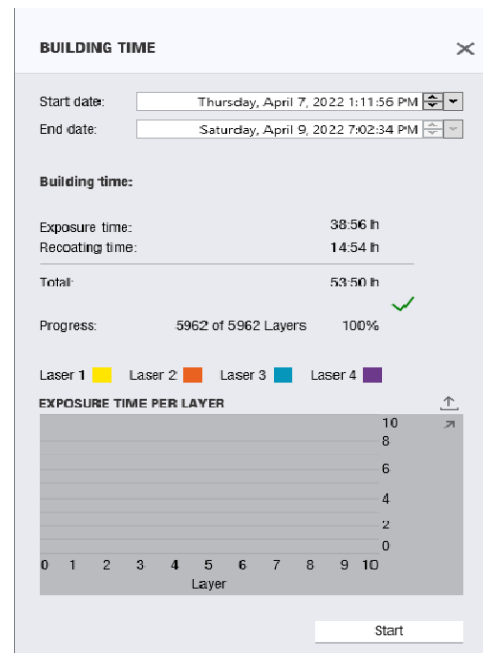 BUILDING TIME
Start date: Thursday, April 7, 2022 1:11:56 PM
End date: Saturday, April 9, 2022 7:02:34 PM
Building time:
Exposure time: 38:56 h
Recoating time: 14:54 h
Total: 53:50 h
Progress: 5962 of 5962 Layers 100%
Laser 1 Laser 2 Laser 3 Laser 4
EXPOSURE TIME PER LAYER
10
8
6
4
2
0
0 1 2 3 4 5 6 7 8 9 10
Layer
Start